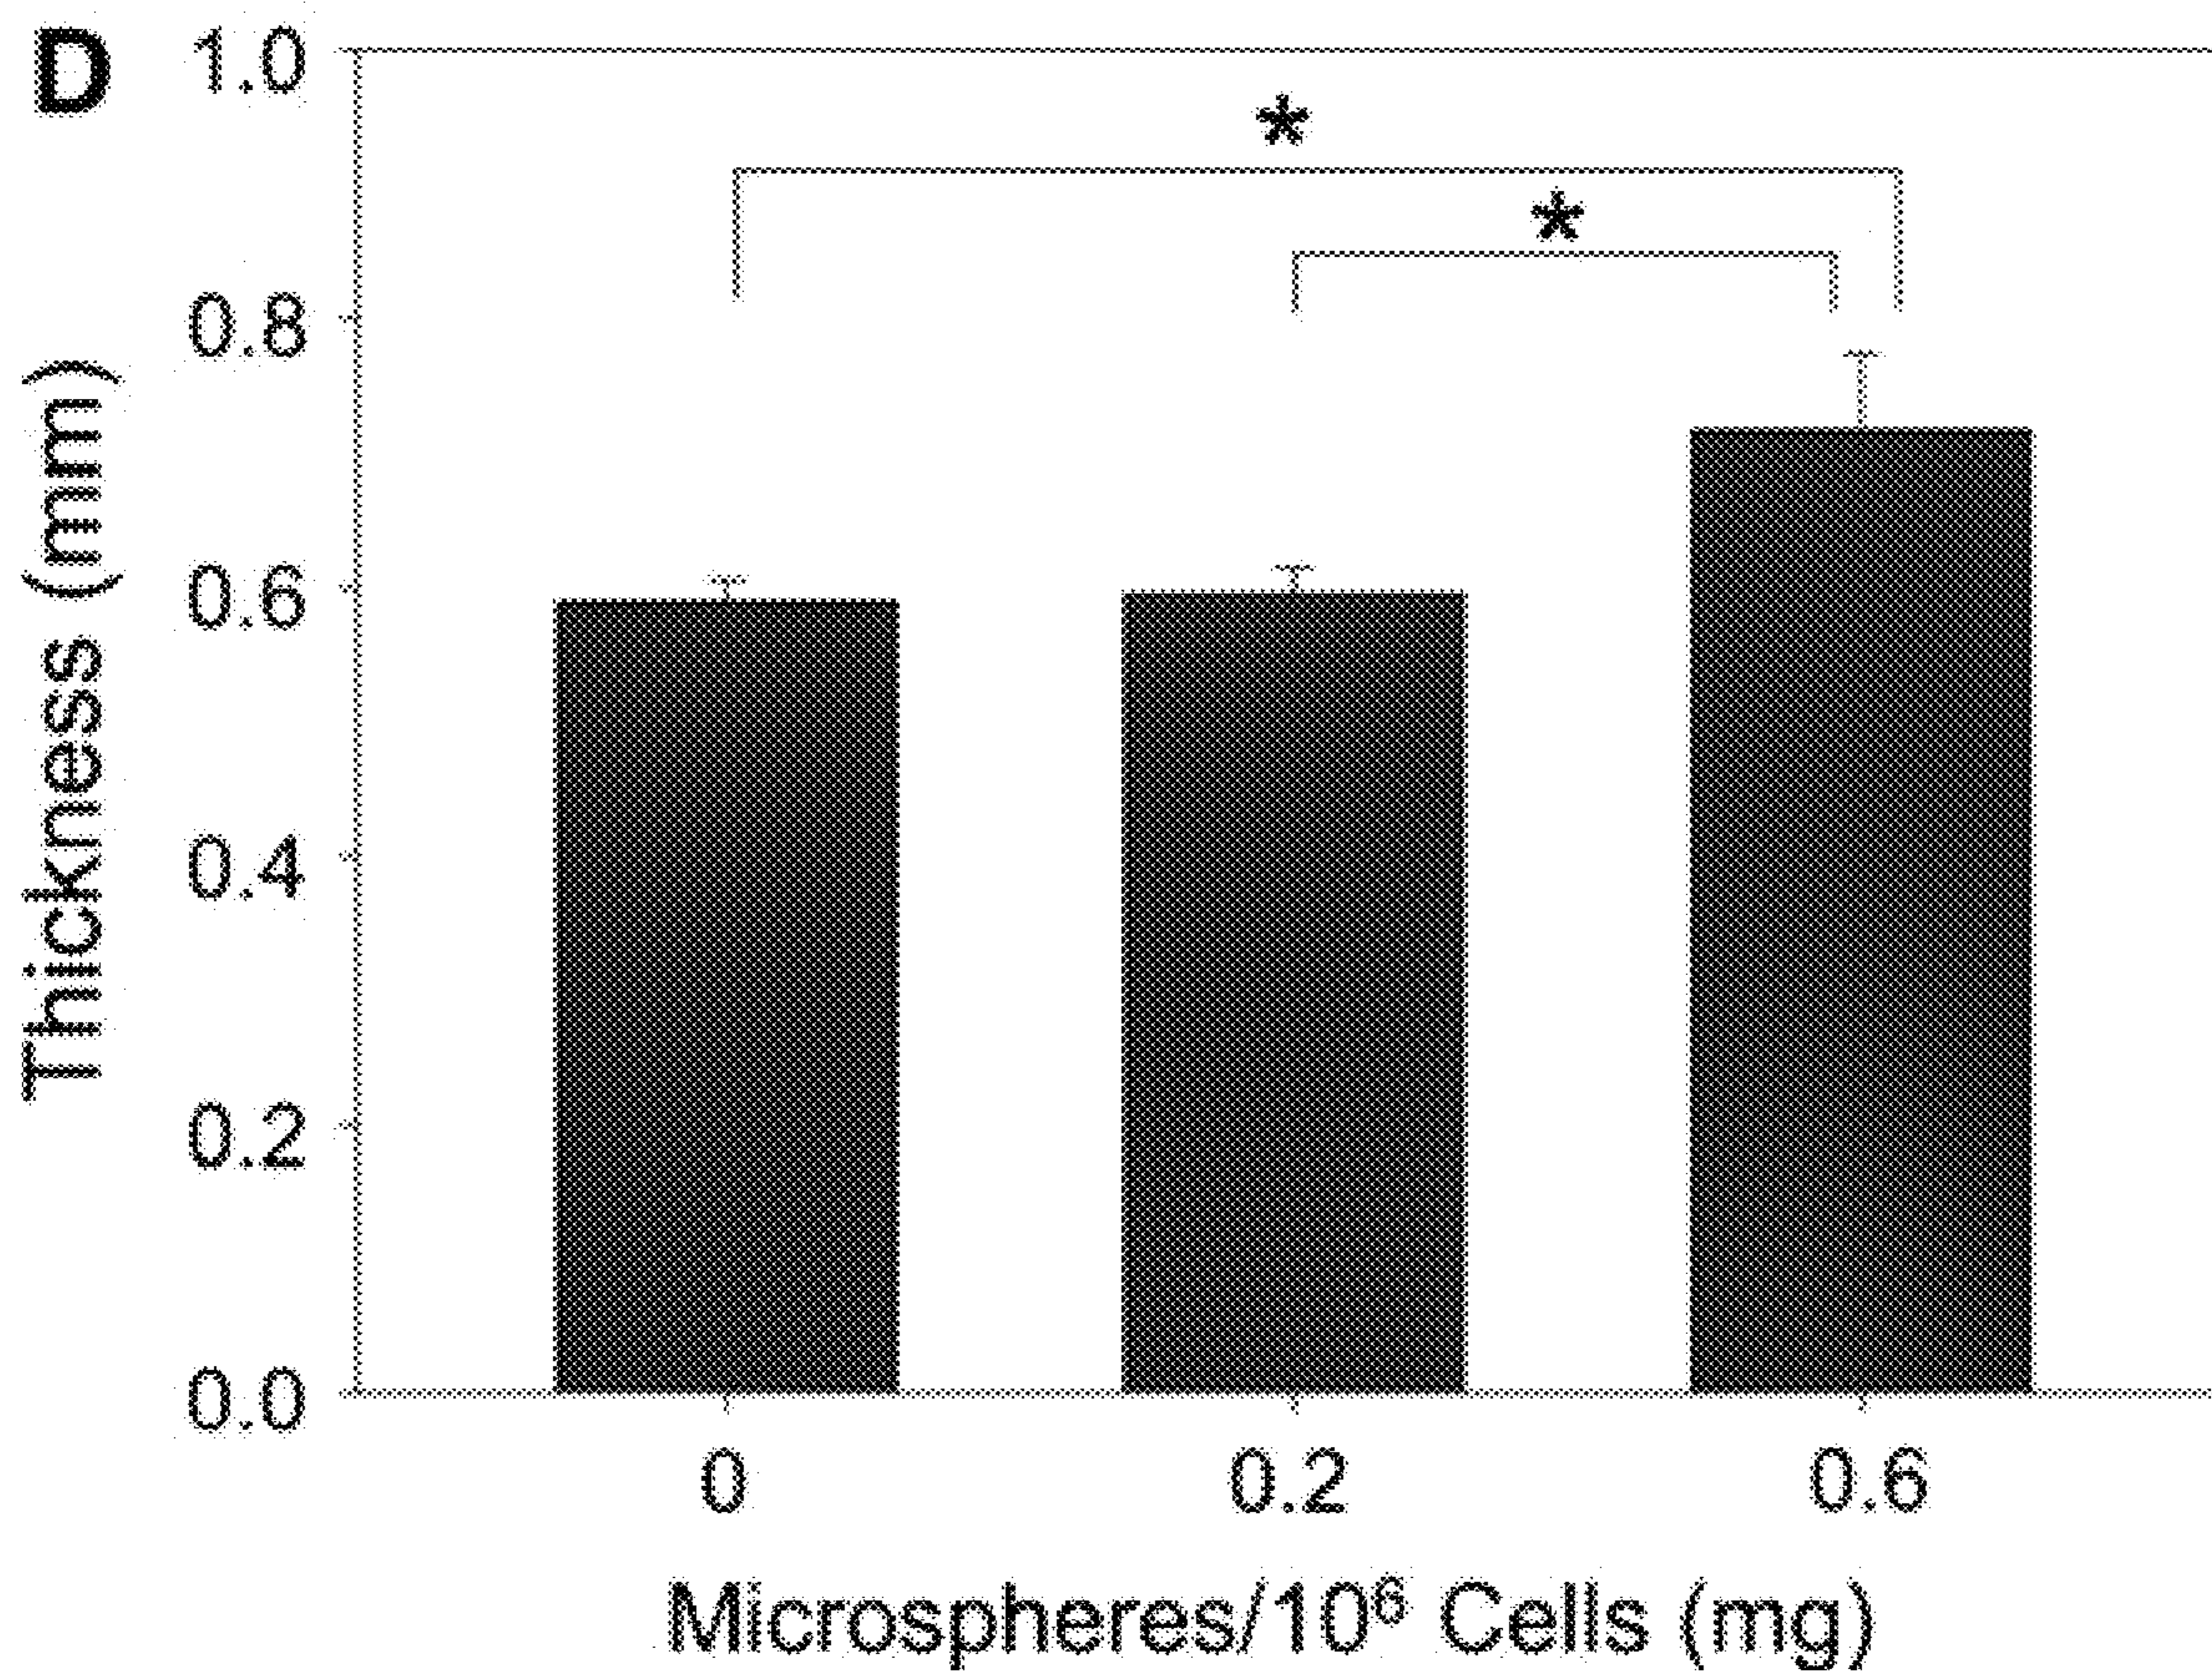 D
1.0
*
*
0.8
0.6
0.4
0.2
0.0
Thickness (mm)
0 0.2 0.6
Microspheres/10⁶ Cells (mg)